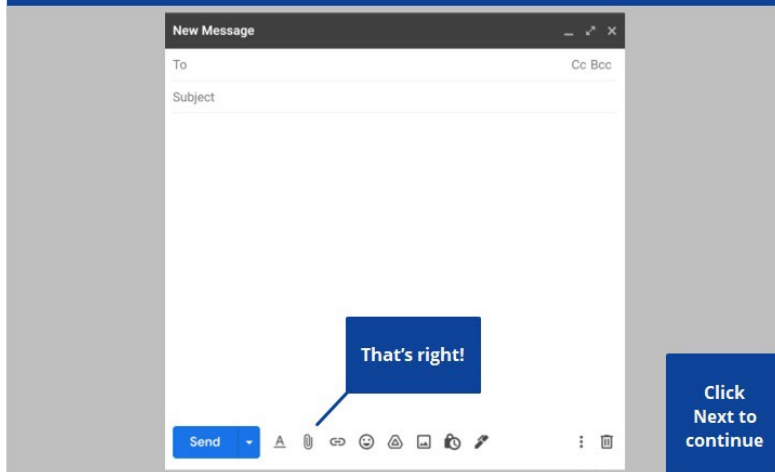 New Message
To Cc Bcc
Subject
That's right!
Send A
Click
Next to
continue